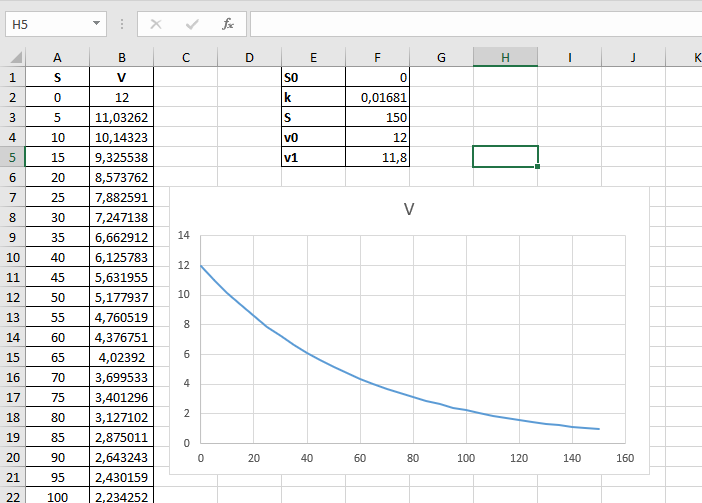 H5 fx
A B C D E F G H I J K
1 S V S0 0
2 0 12 k 0,01681
3 5 11,03262 S 150
4 10 10,14323 v0 12
5 15 9,325538 v1 11,8
6 20 8,573762
7 25 7,882591
8 30 7,247138
9 35 6,662912
10 40 6,125783
11 45 5,631955
12 50 5,177937
13 55 4,760519
14 60 4,376751
15 65 4,02392
16 70 3,699533
17 75 3,401296
18 80 3,127102
19 85 2,875011
20 90 2,643243
21 95 2,430159
22 100 2,234252
V
14
12
10
8
6
4
2
0
0 20 40 60 80 100 120 140 160